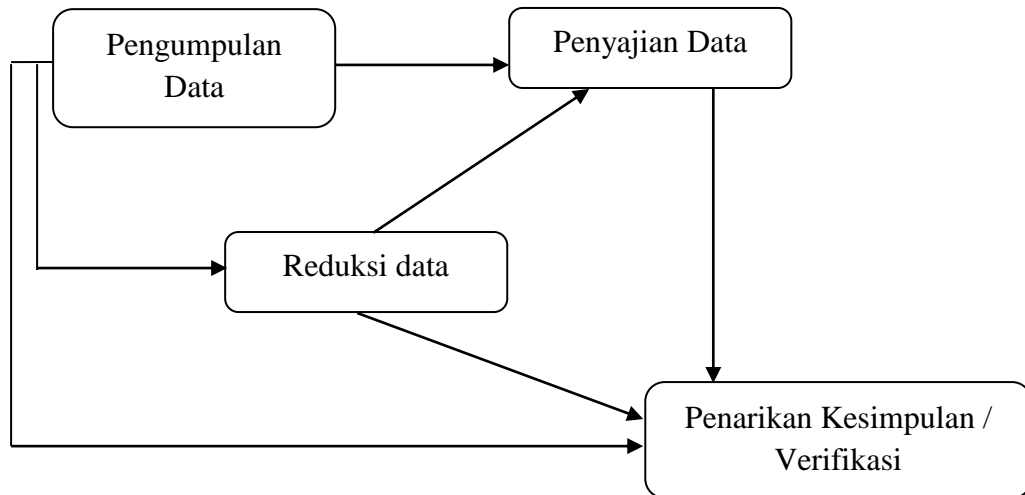 Pengumpulan
Data
Penyajian Data
Reduksi data
Penarikan Kesimpulan /
Verifikasi